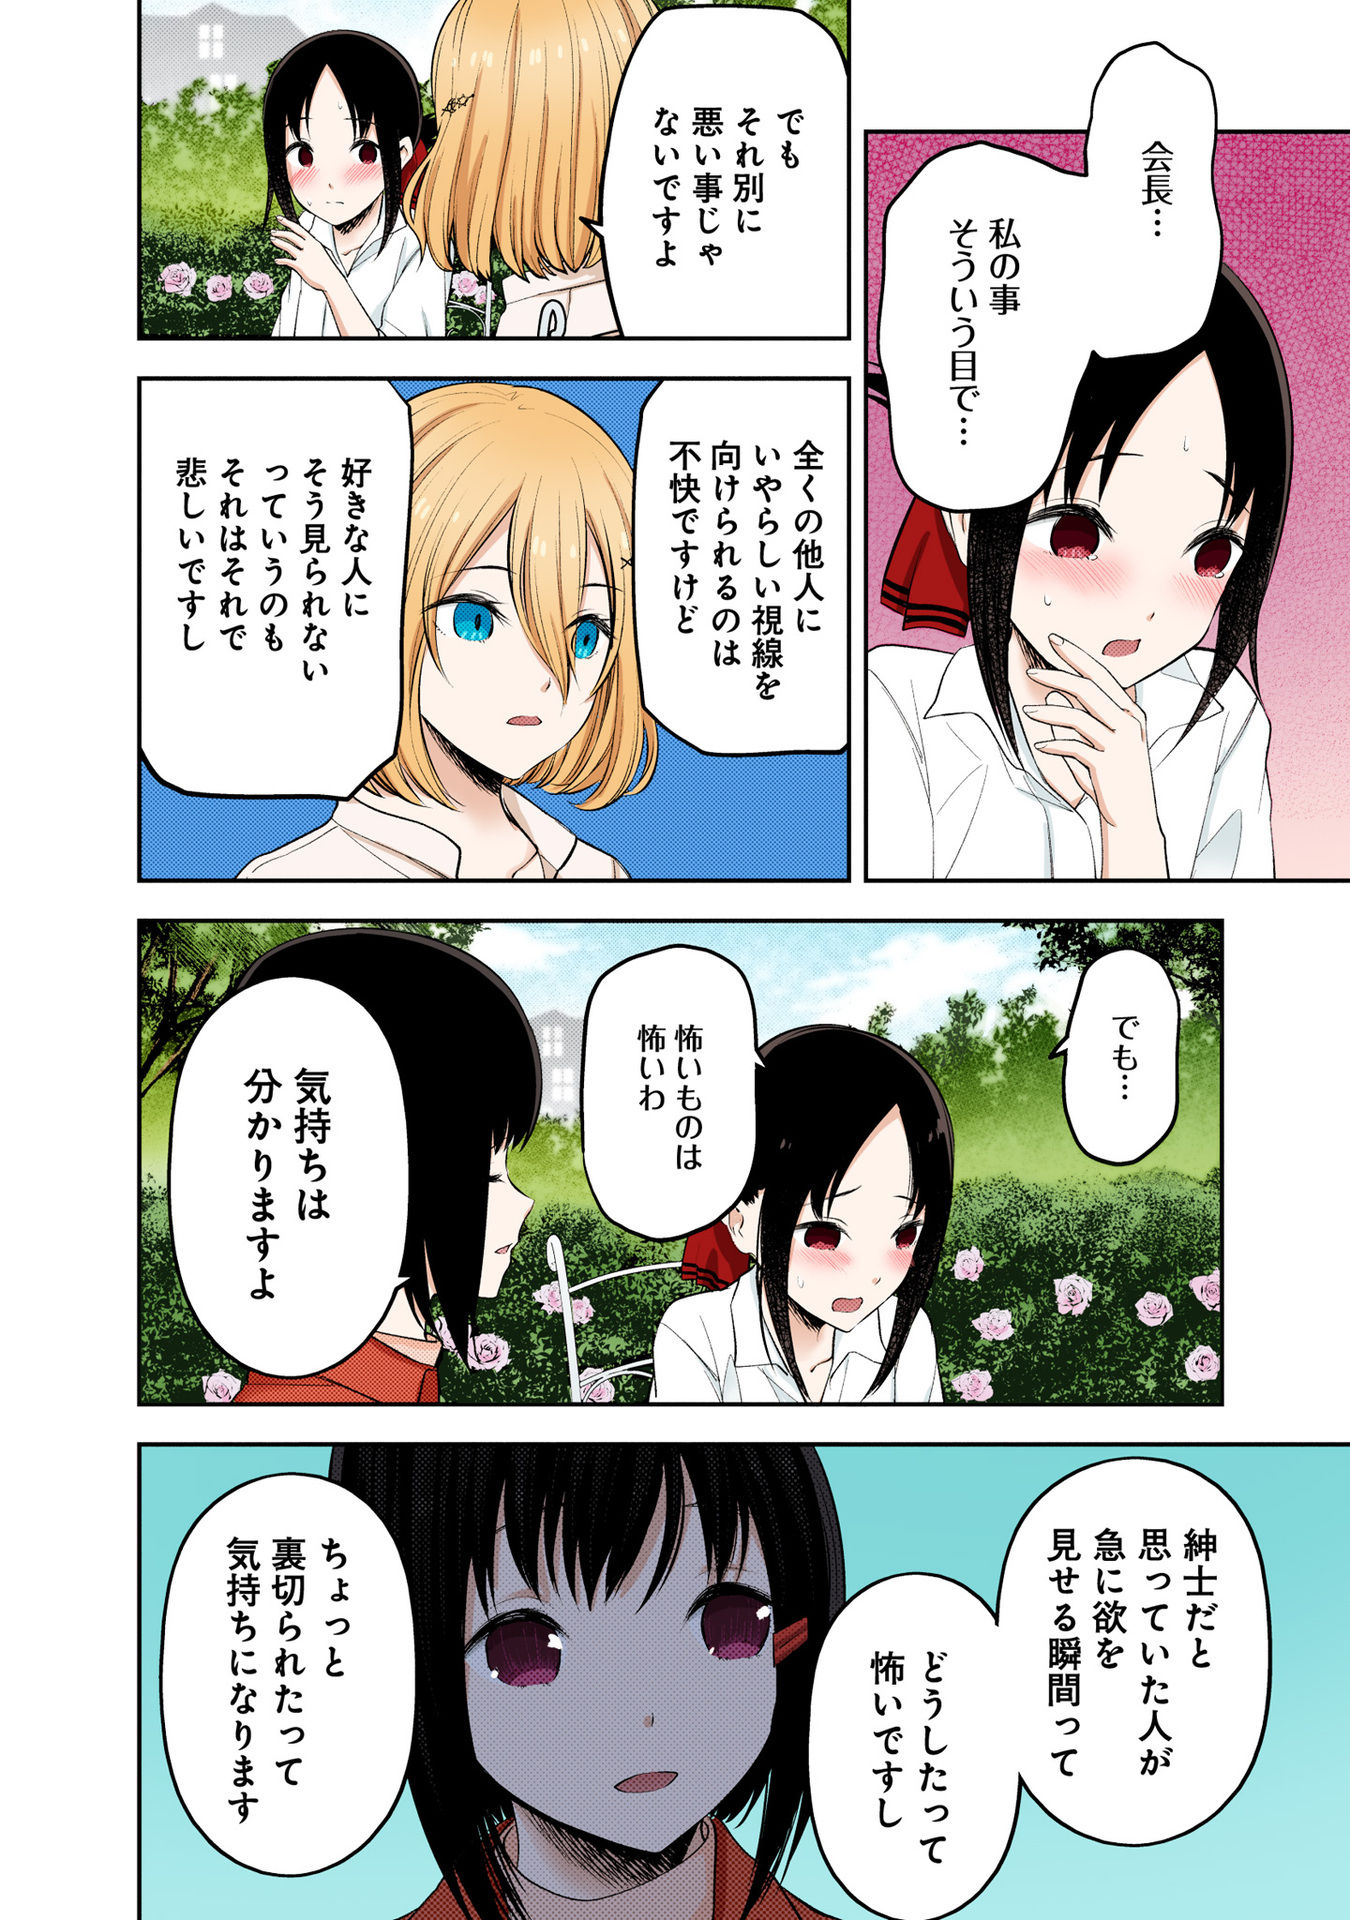 会長…
私の事
そういう目で…
でも
それ別に
悪い事じゃ
ないですよ
全くの他人に
いやらしい視線を
向けられるのは
不快ですけど
好きな人に
そう見られない
っていうのも
それはそれで
悲しいですし
でも…
怖いものは
怖いわ
気持ちは
分かりますよ
紳士だと
思っていた人が
急に欲を
見せる瞬間って
どうしたって
怖いですし
ちょっと
裏切られたって
気持ちになります